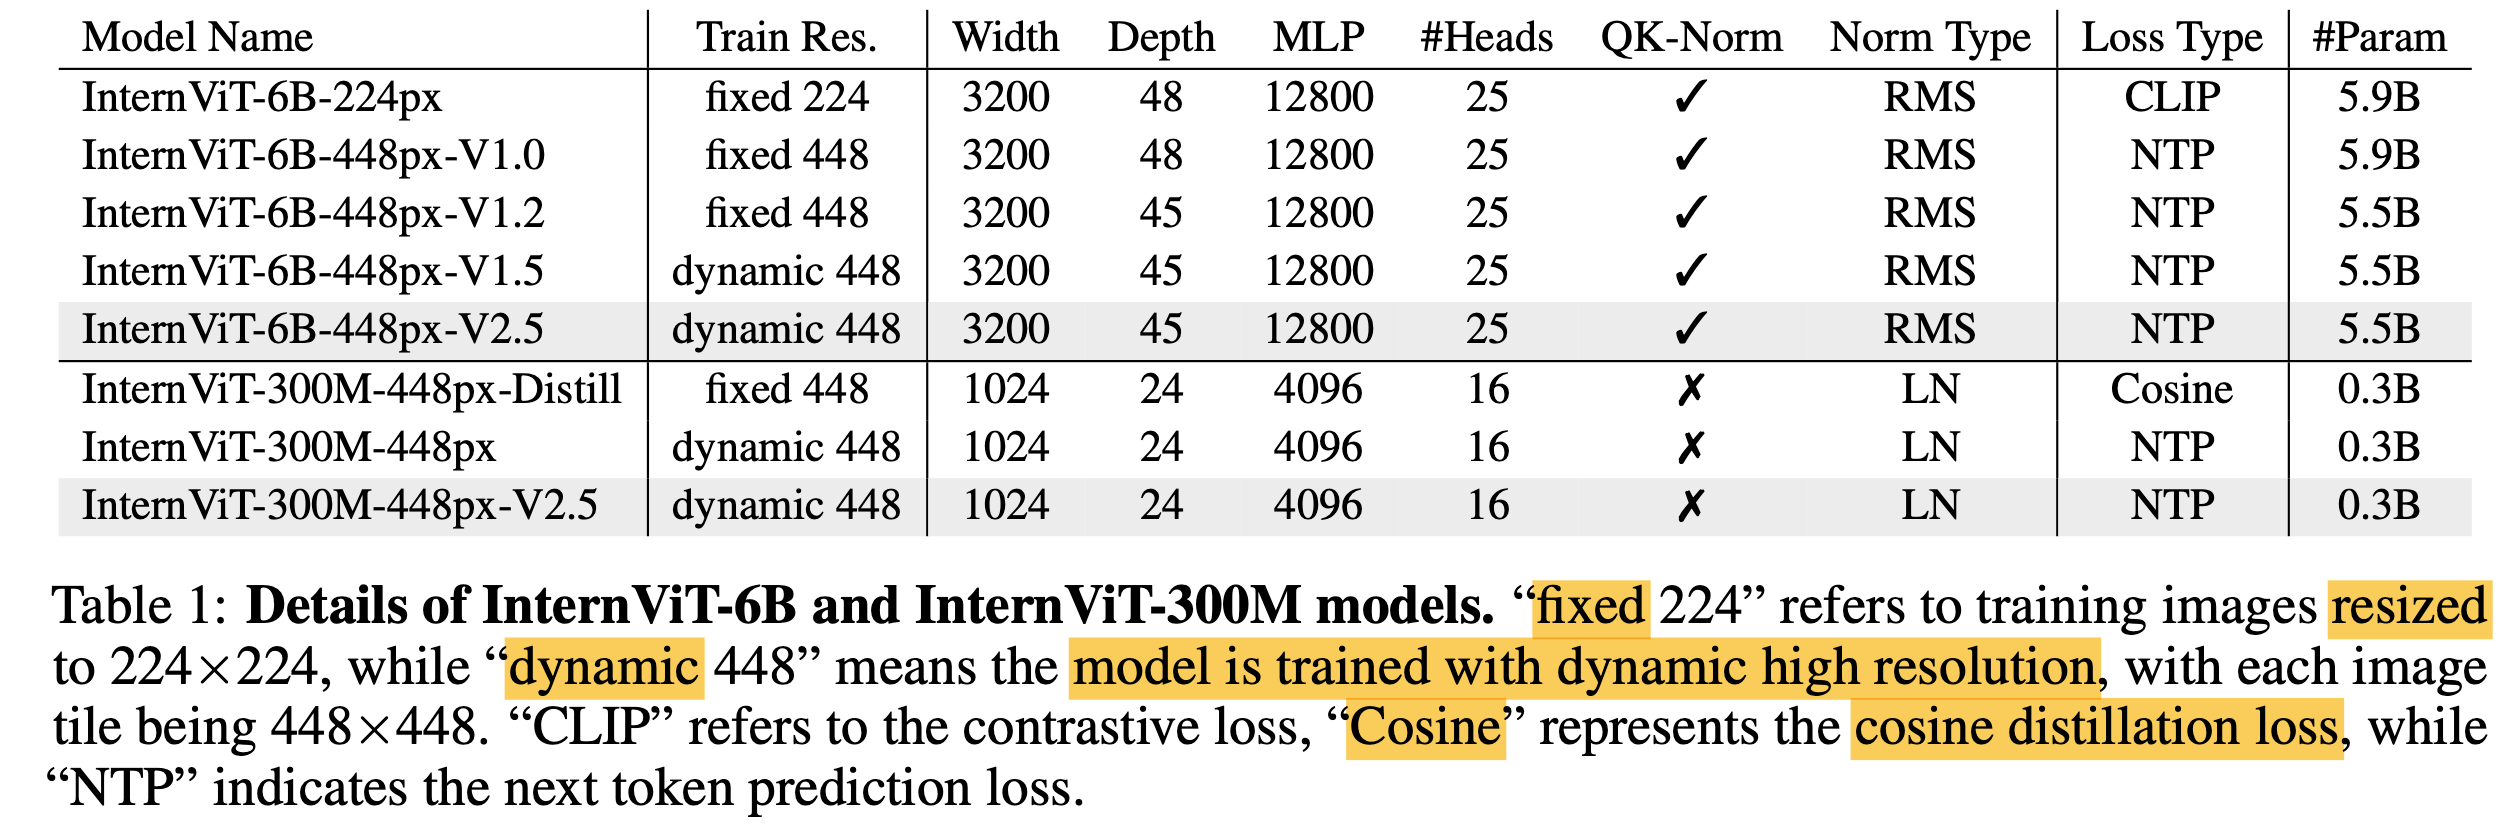 Model Name Train Res. Width Depth MLP #Heads QK-Norm Norm Type Loss Type #Param
InternViT-6B-224px fixed 224 3200 48 12800 25 ✓ RMS CLIP 5.9B
InternViT-6B-448px-V1.0 fixed 448 3200 48 12800 25 ✓ RMS NTP 5.9B
InternViT-6B-448px-V1.2 fixed 448 3200 45 12800 25 ✓ RMS NTP 5.5B
InternViT-6B-448px-V1.5 dynamic 448 3200 45 12800 25 ✓ RMS NTP 5.5B
InternViT-6B-448px-V2.5 dynamic 448 3200 45 12800 25 ✓ RMS NTP 5.5B
InternViT-300M-448px-Distill fixed 448 1024 24 4096 16 ✗ LN Cosine 0.3B
InternViT-300M-448px dynamic 448 1024 24 4096 16 ✗ LN NTP 0.3B
InternViT-300M-448px-V2.5 dynamic 448 1024 24 4096 16 ✗ LN NTP 0.3B
Table 1: Details of InternViT-6B and InternViT-300M models. “fixed 224” refers to training images resized
to 224×224, while “dynamic 448” means the model is trained with dynamic high resolution, with each image
tile being 448×448. “CLIP” refers to the contrastive loss, “Cosine” represents the cosine distillation loss, while
“NTP” indicates the next token prediction loss.